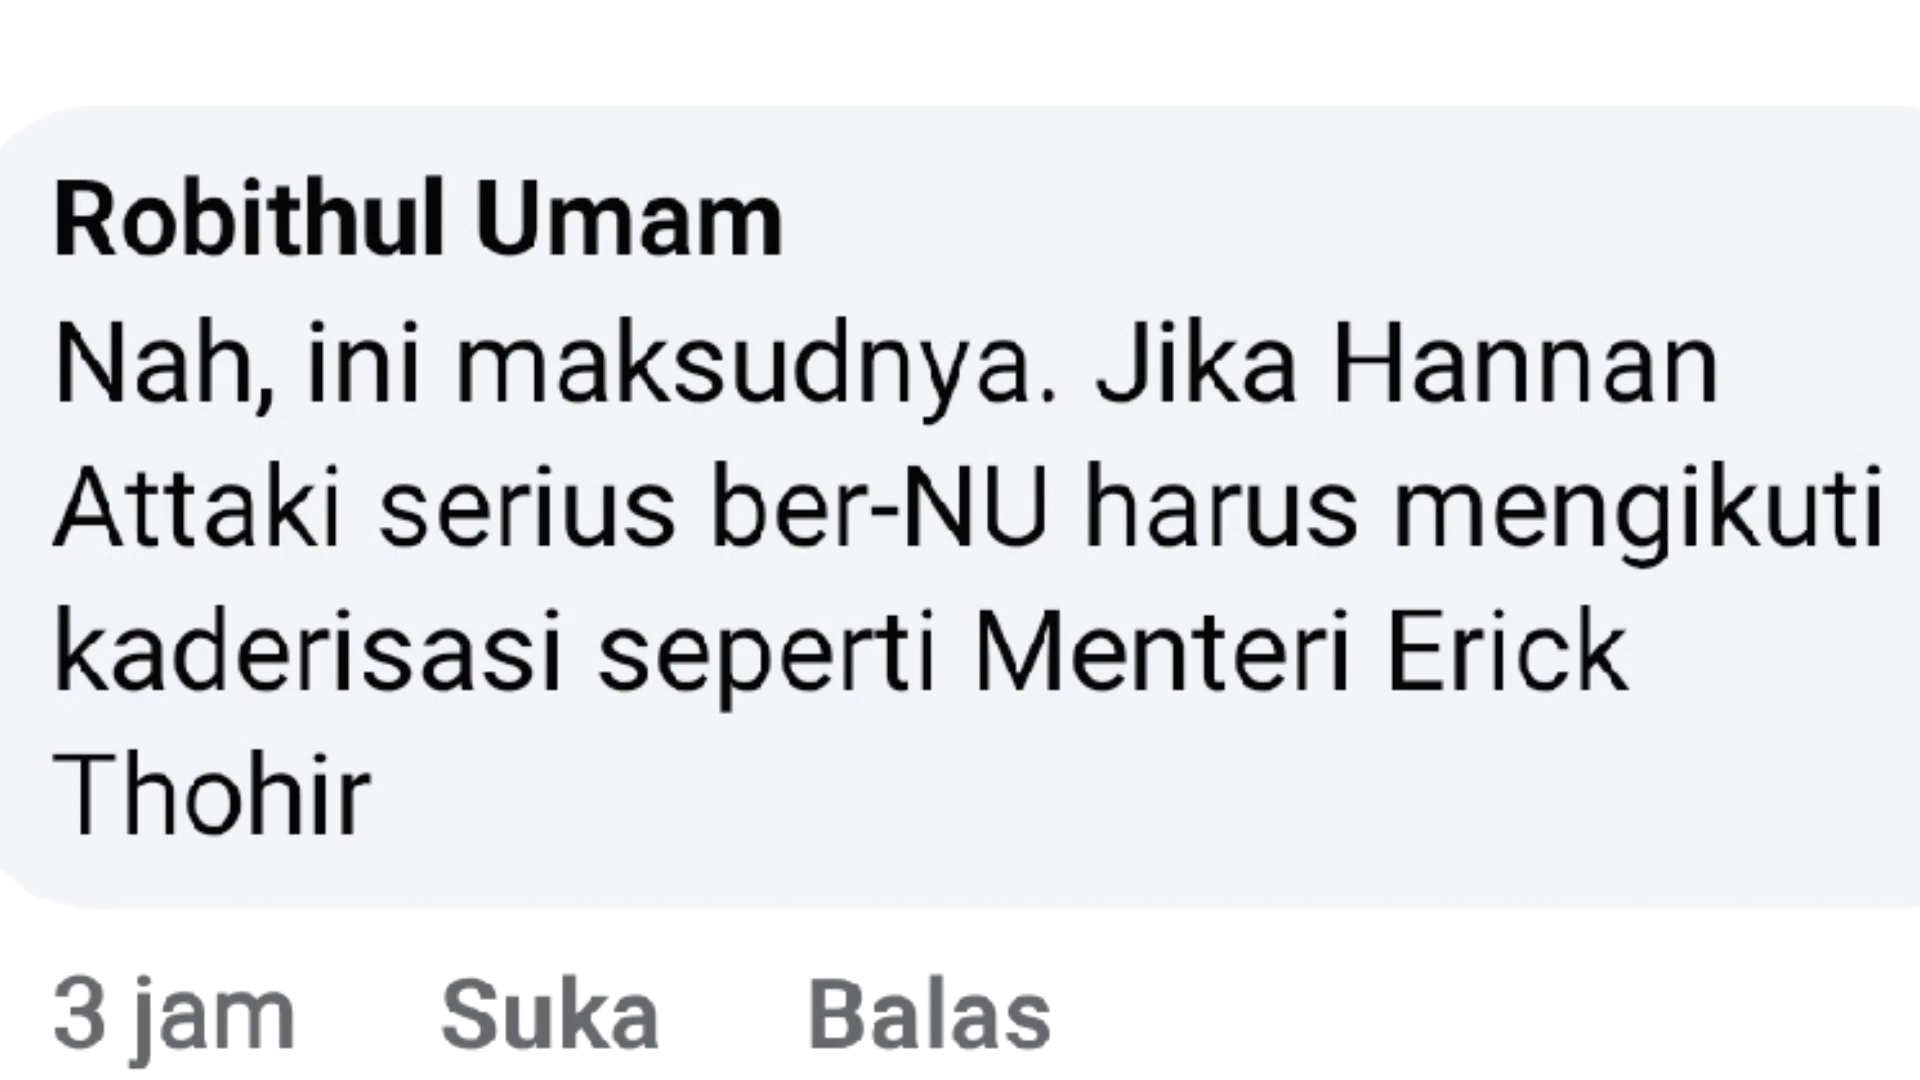 Robithul Umam
Nah, ini maksudnya. Jika Hannan
Attaki serius ber-NU harus mengikuti
kaderisasi seperti Menteri Erick
Thohir
3 jam Suka Balas